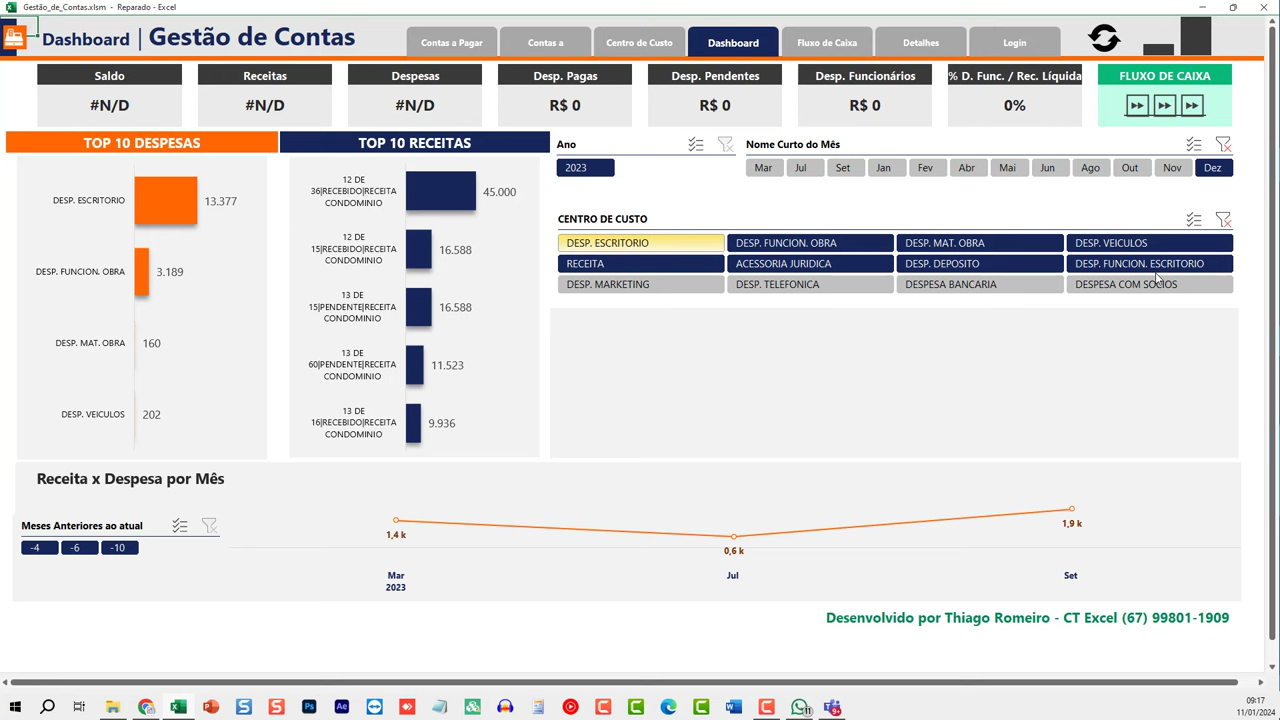 Gestão_de_Contas.xlsm - Reparado - Excel
Dashboard | Gestão de Contas
Contas a Pagar
Contas a
Centro de Custo
Dashboard
Fluxo de Caixa
Detalhes
Login
Saldo
Receitas
Despesas
Desp. Pagas
Desp. Pendentes
Desp. Funcionários
% D. Func. / Rec. Líquida
FLUXO DE CAIXA
#N/D
#N/D
#N/D
R$ 0
R$ 0
R$ 0
0%
TOP 10 DESPESAS
DESP. ESCRITORIO
13.377
DESP. FUNCION. OBRA
3.189
DESP. MAT. OBRA
160
DESP. VEICULOS
202
TOP 10 RECEITAS
12 DE
36|RECEBIDO|RECEITA
CONDOMINIO
45.000
12 DE
15|RECEBIDO|RECEITA
CONDOMINIO
16.588
13 DE
15|PENDENTE|RECEITA
CONDOMINIO
16.588
13 DE
60|PENDENTE|RECEITA
CONDOMINIO
11.523
13 DE
16|RECEBIDO|RECEITA
CONDOMINIO
9.936
Ano
2023
Nome Curto do Mês
Mar
Jul
Set
Jan
Fev
Abr
Mai
Jun
Ago
Out
Nov
Dez
CENTRO DE CUSTO
DESP. ESCRITORIO
DESP. FUNCION. OBRA
DESP. MAT. OBRA
DESP. VEICULOS
RECEITA
ACESSORIA JURIDICA
DESP. DEPOSITO
DESP. FUNCION. ESCRITORIO
DESP. MARKETING
DESP. TELEFONICA
DESPESA BANCARIA
DESPESA COM SOCIOS
Receita x Despesa por Mês
Meses Anteriores ao atual
-4
-6
-10
1,4 k
0,6 k
1,9 k
Mar
2023
Jul
Set
Desenvolvido por Thiago Romeiro - CT Excel (67) 99801-1909
09:17
11/01/2024